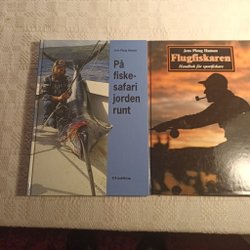 Jens Ploug Hansen
På
fiske-
safari
jorden
runt
Jens Ploug Hansen
Flugfiskaren
Handbok för sportfiskare